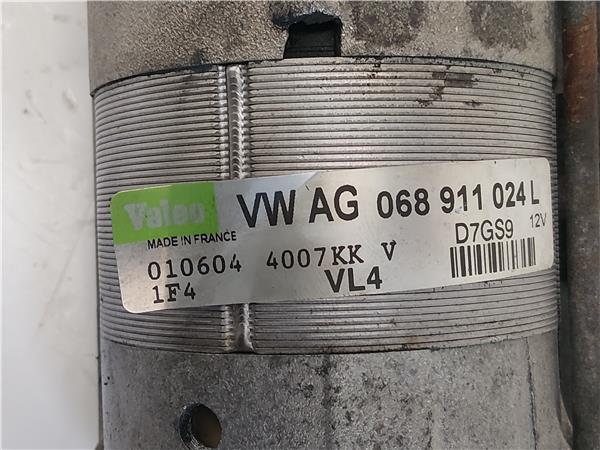 Valeo VW AG 068 911 024 L
MADE IN FRANCE D7GS9 12V
010604 4007KK V
1F4 VL4